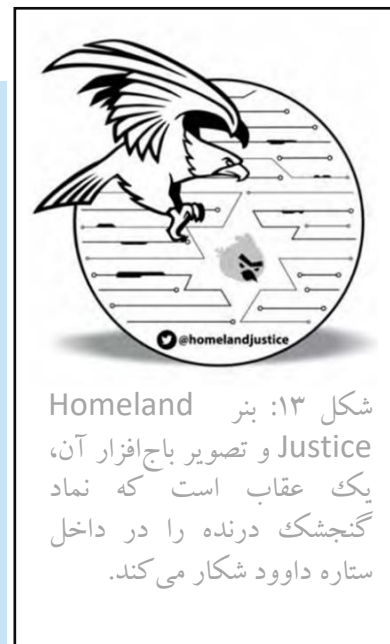 @homelandjustice
شکل ۱۳: بنر Homeland
Justice و تصویر باج‌افزار آن،
یک عقاب است که نماد
گنجشک درنده را در داخل
ستاره داوود شکار می‌کند.